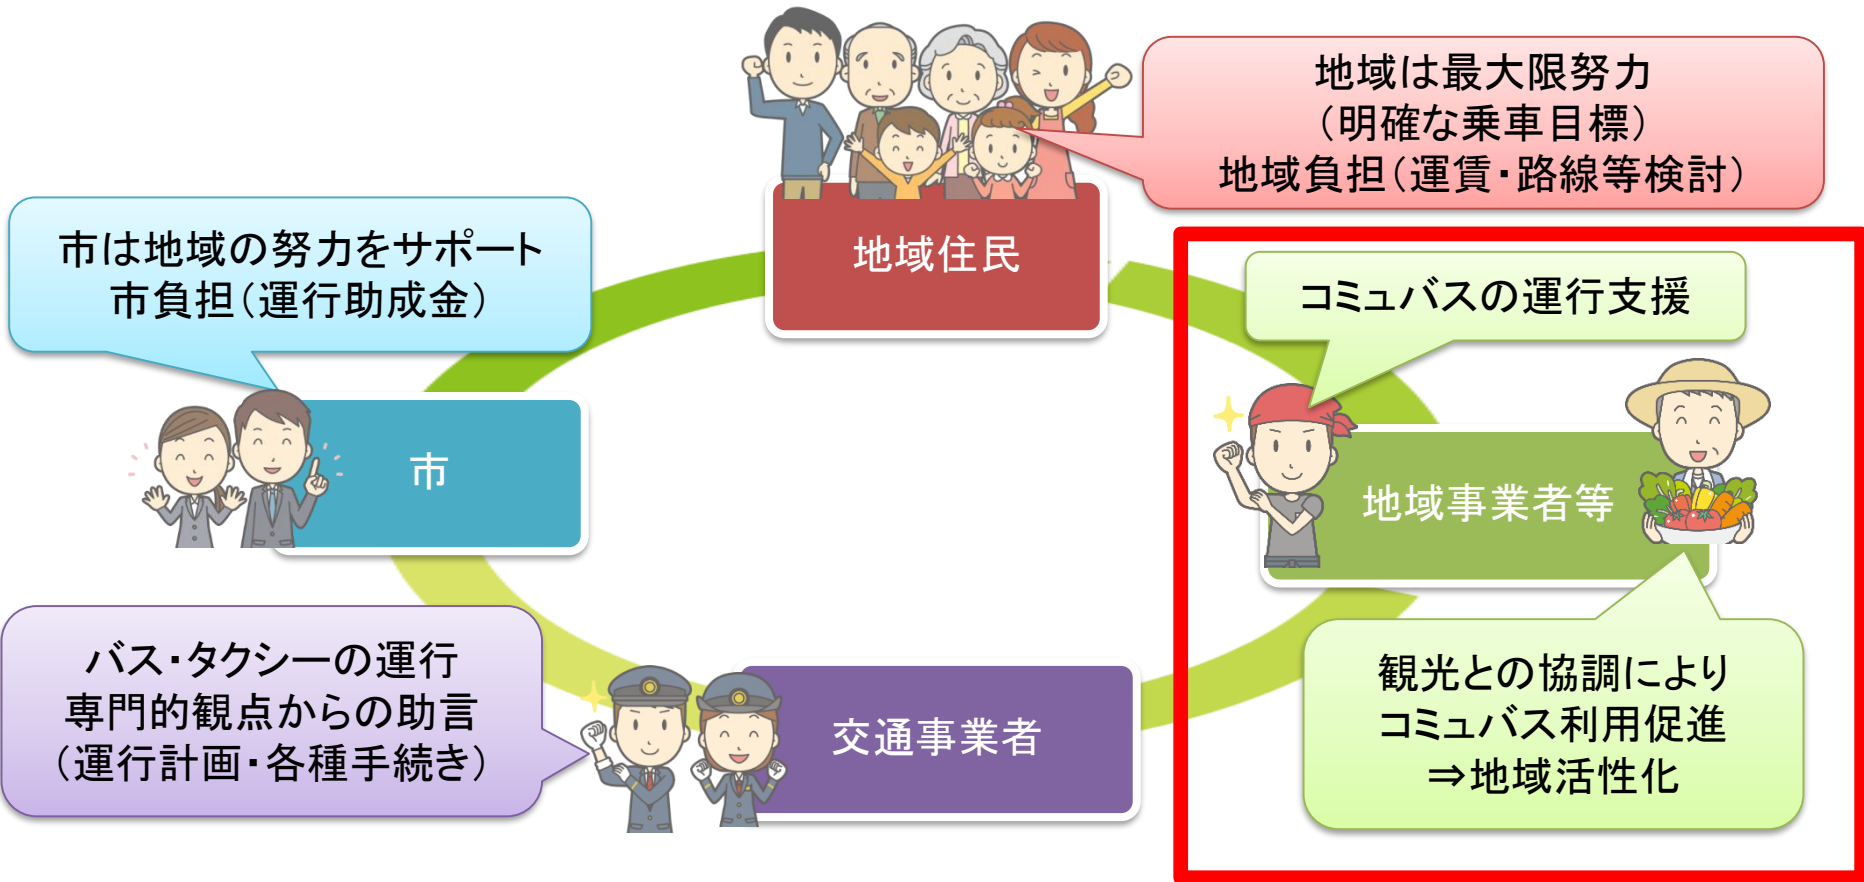 地域は最大限努力
（明確な乗車目標）
地域負担（運賃・路線等検討）
地域住民
市は地域の努力をサポート
市負担（運行助成金）
市
コミュバスの運行支援
地域事業者等
観光との協調により
コミュバス利用促進
⇒地域活性化
バス・タクシーの運行
専門的観点からの助言
（運行計画・各種手続き）
交通事業者